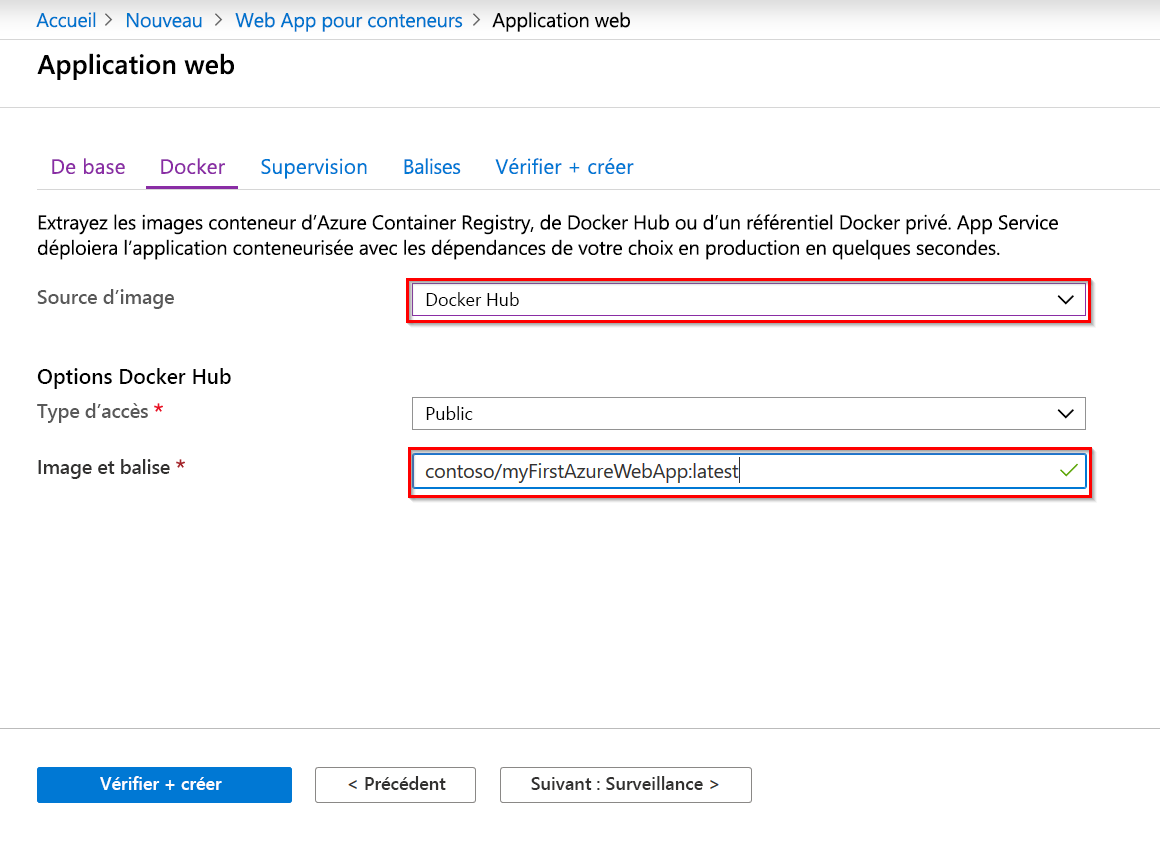 Accueil > Nouveau > Web App pour conteneurs > Application web
Application web
De base Docker Supervision Balises Vérifier + créer
Extrayez les images conteneur d’Azure Container Registry, de Docker Hub ou d’un référentiel Docker privé. App Service
déploiera l’application conteneurisée avec les dépendances de votre choix en production en quelques secondes.
Source d’image Docker Hub
Options Docker Hub
Type d’accès * Public
Image et balise * contoso/myFirstAzureWebApp:latest
Vérifier + créer < Précédent Suivant : Surveillance >